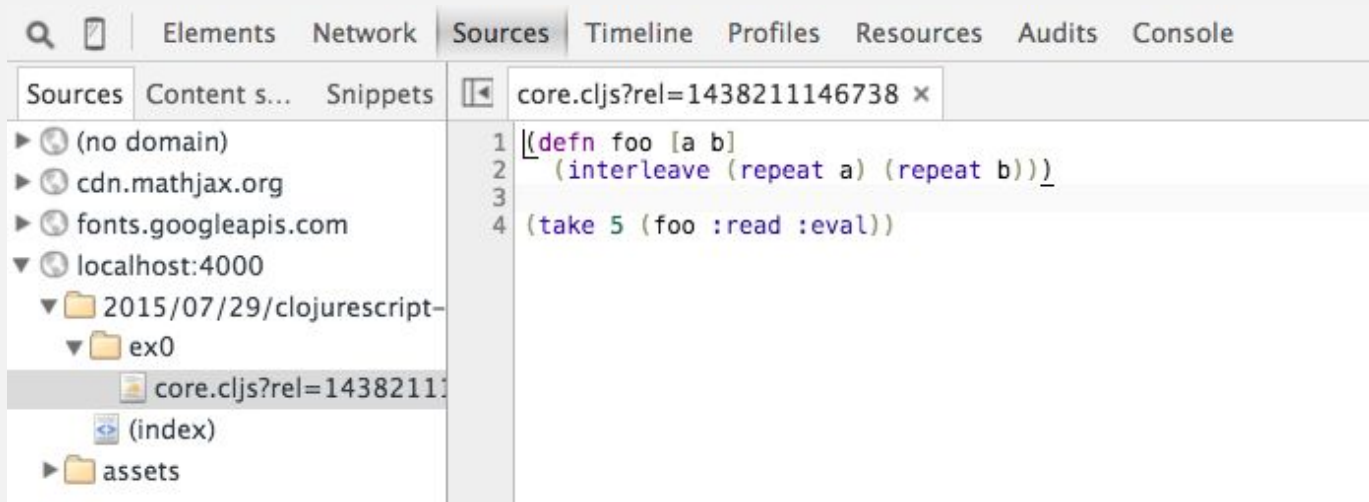 Elements Network Sources Timeline Profiles Resources Audits Console
Sources Content s... Snippets
core.cljs?rel=1438211146738 ×
(no domain)
cdn.mathjax.org
fonts.googleapis.com
localhost:4000
2015/07/29/clojurescript-
ex0
core.cljs?rel=14382111
(index)
assets
1 (defn foo [a b]
2   (interleave (repeat a) (repeat b)))
3
4 (take 5 (foo :read :eval))